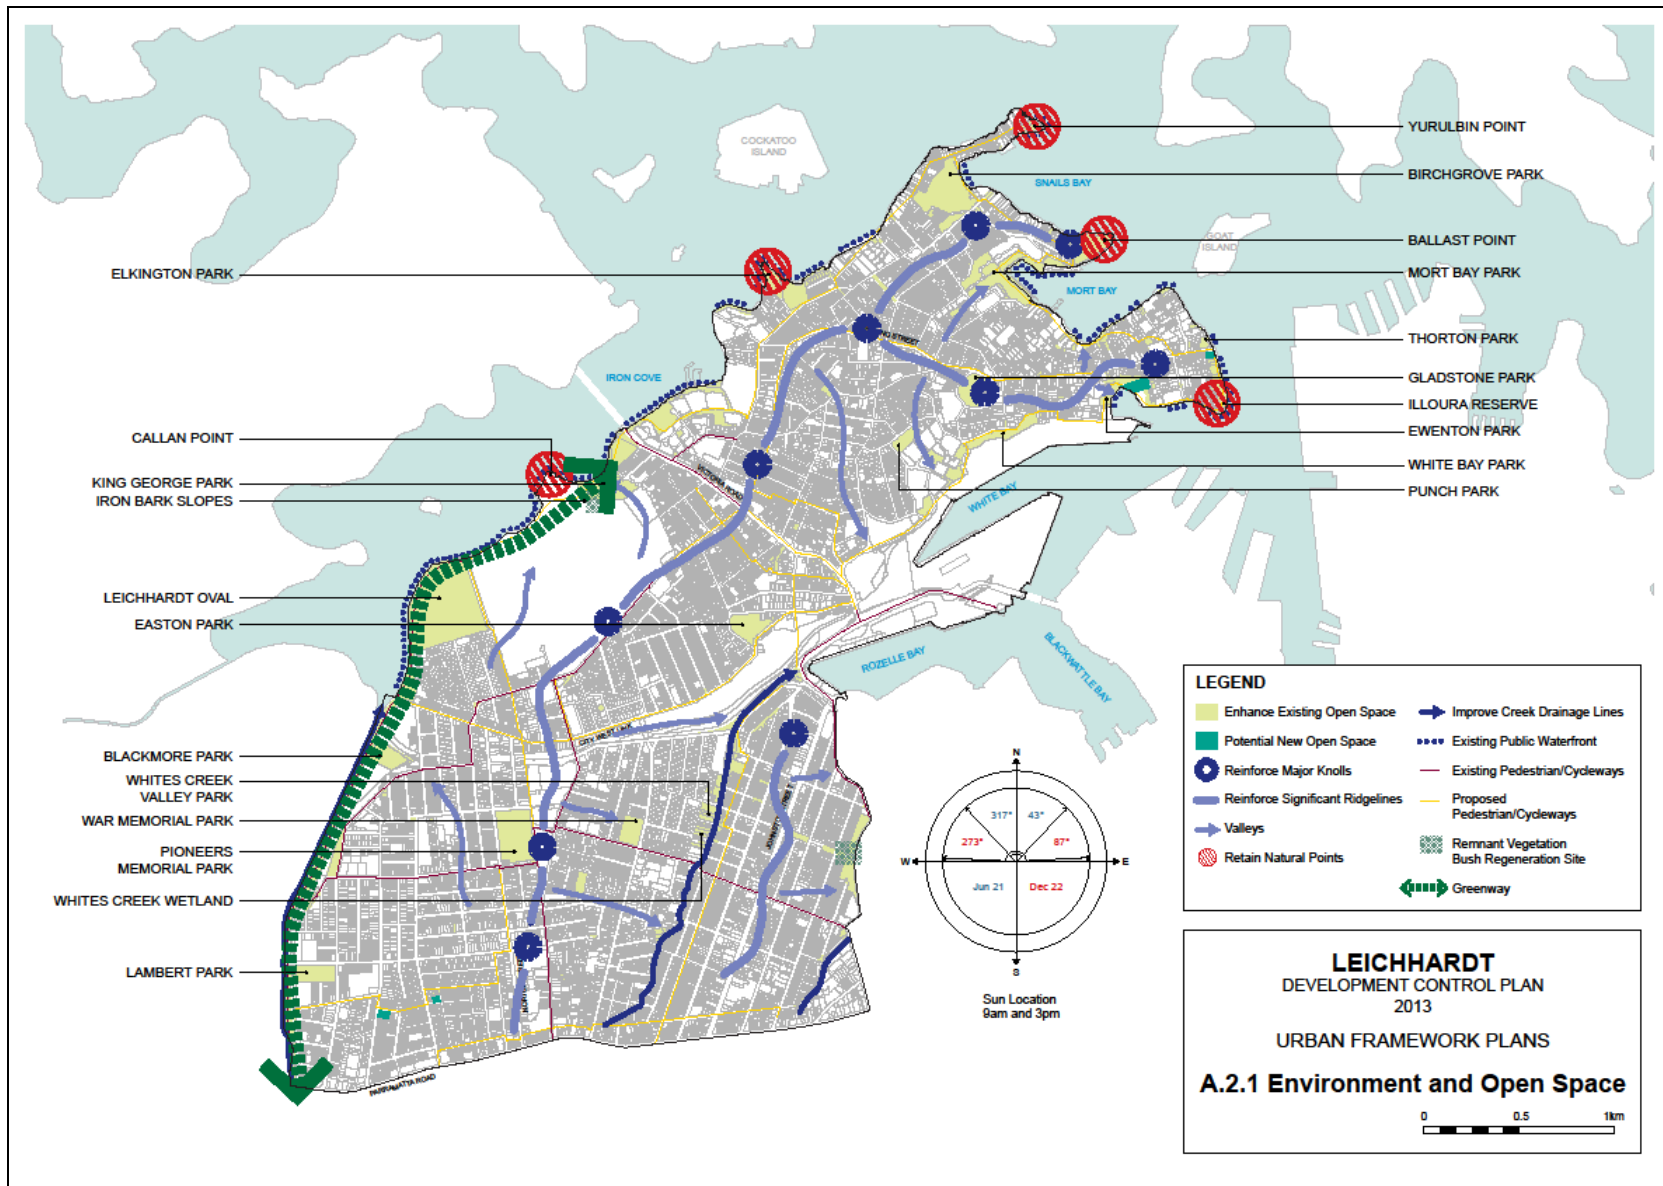 COCKATOO
ISLAND
YURULBIN POINT
BIRCHGROVE PARK
SNAILS BAY
GOAT
ISLAND
BALLAST POINT
MORT BAY PARK
MORT BAY
ELKINGTON PARK
THORTON PARK
GLADSTONE PARK
ILLOURA RESERVE
EWENTON PARK
WHITE BAY PARK
PUNCH PARK
IRON COVE
STREET
CALLAN POINT
KING GEORGE PARK
IRON BARK SLOPES
VICTORIA ROAD
WHITE BAY
LEICHHARDT OVAL
EASTON PARK
ROZELLE BAY
BLACKWATTLE BAY
CITY WEST LINK
BLACKMORE PARK
WHITES CREEK
VALLEY PARK
WAR MEMORIAL PARK
PIONEERS
MEMORIAL PARK
WHITES CREEK WETLAND
LAMBERT PARK
PARRAMATTA ROAD
N
317° 43°
273° 87°
W E
Jun 21 Dec 22
S
Sun Location
9am and 3pm
LEGEND
Enhance Existing Open Space
Potential New Open Space
Reinforce Major Knolls
Reinforce Significant Ridgelines
Valleys
Retain Natural Points
Improve Creek Drainage Lines
Existing Public Waterfront
Existing Pedestrian/Cycleways
Proposed
Pedestrian/Cycleways
Remnant Vegetation
Bush Regeneration Site
Greenway
LEICHHARDT
DEVELOPMENT CONTROL PLAN
2013
URBAN FRAMEWORK PLANS
A.2.1 Environment and Open Space
0 0.5 1km